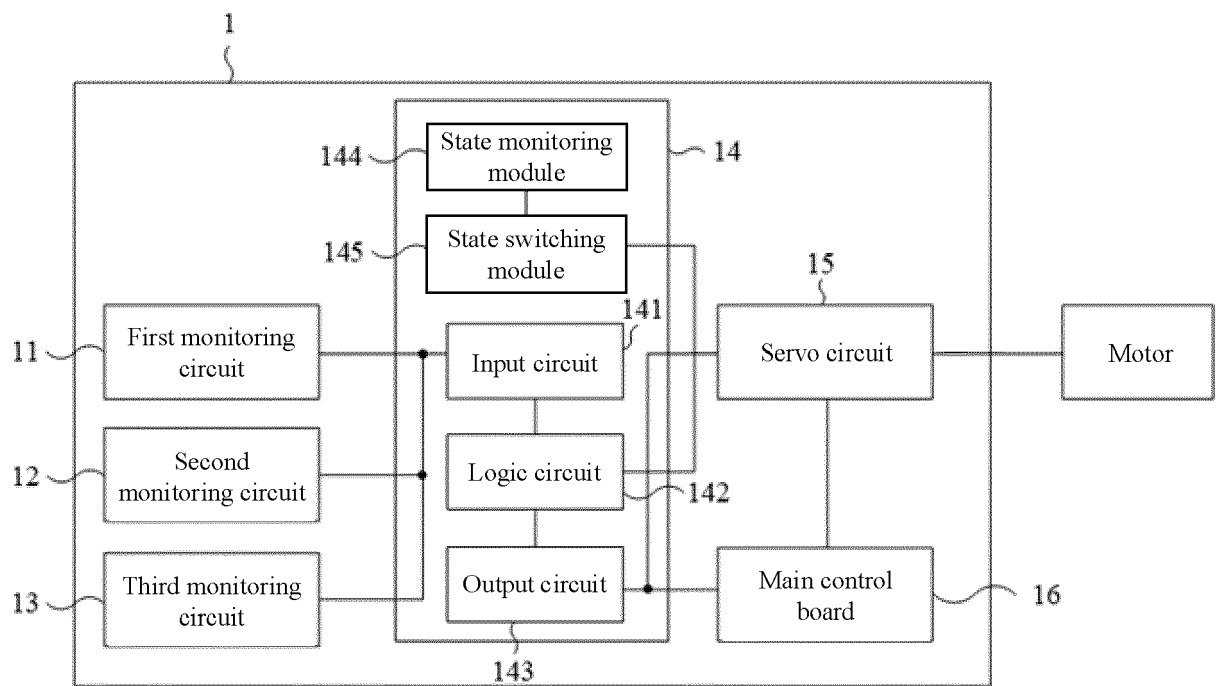 1
State monitoring
module
144
14
State switching
module
145
15
141
First monitoring
circuit
11
Input circuit
Servo circuit
Motor
Second
monitoring circuit
12
Logic circuit
142
Third monitoring
circuit
13
Output circuit
Main control
board
16
143